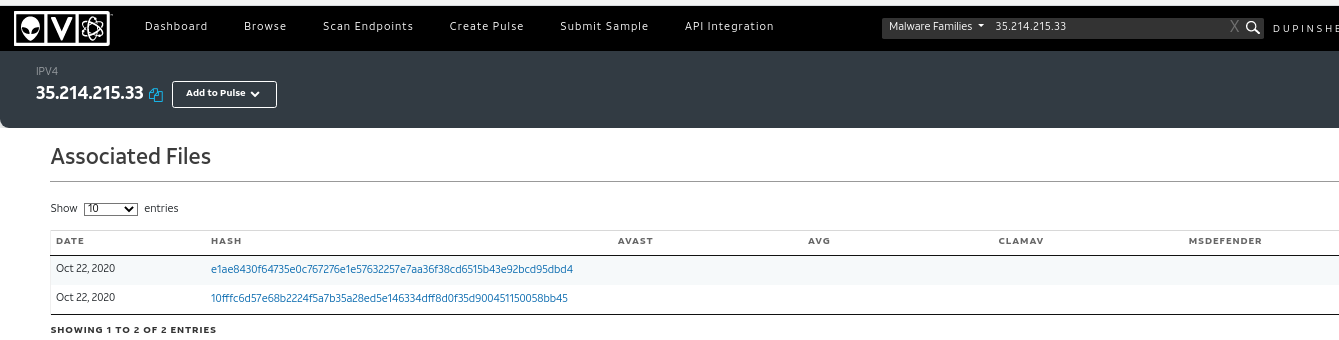 Dashboard Browse Scan Endpoints Create Pulse Submit Sample API Integration Malware Families 35.214.215.33 X DUPINSHE
IPV4
35.214.215.33 Add to Pulse
Associated Files
Show 10 entries
DATE HASH AVAST AVG CLAMAV MSDEFENDER
Oct 22, 2020 e1ae8430f64735e0c767276e1e57632257e7aa36f38cd6515b43e92bcd95dbd4
Oct 22, 2020 10fffc6d57e68b2224f5a7b35a28ed5e146334dff8d0f35d900451150058bb45
SHOWING 1 TO 2 OF 2 ENTRIES